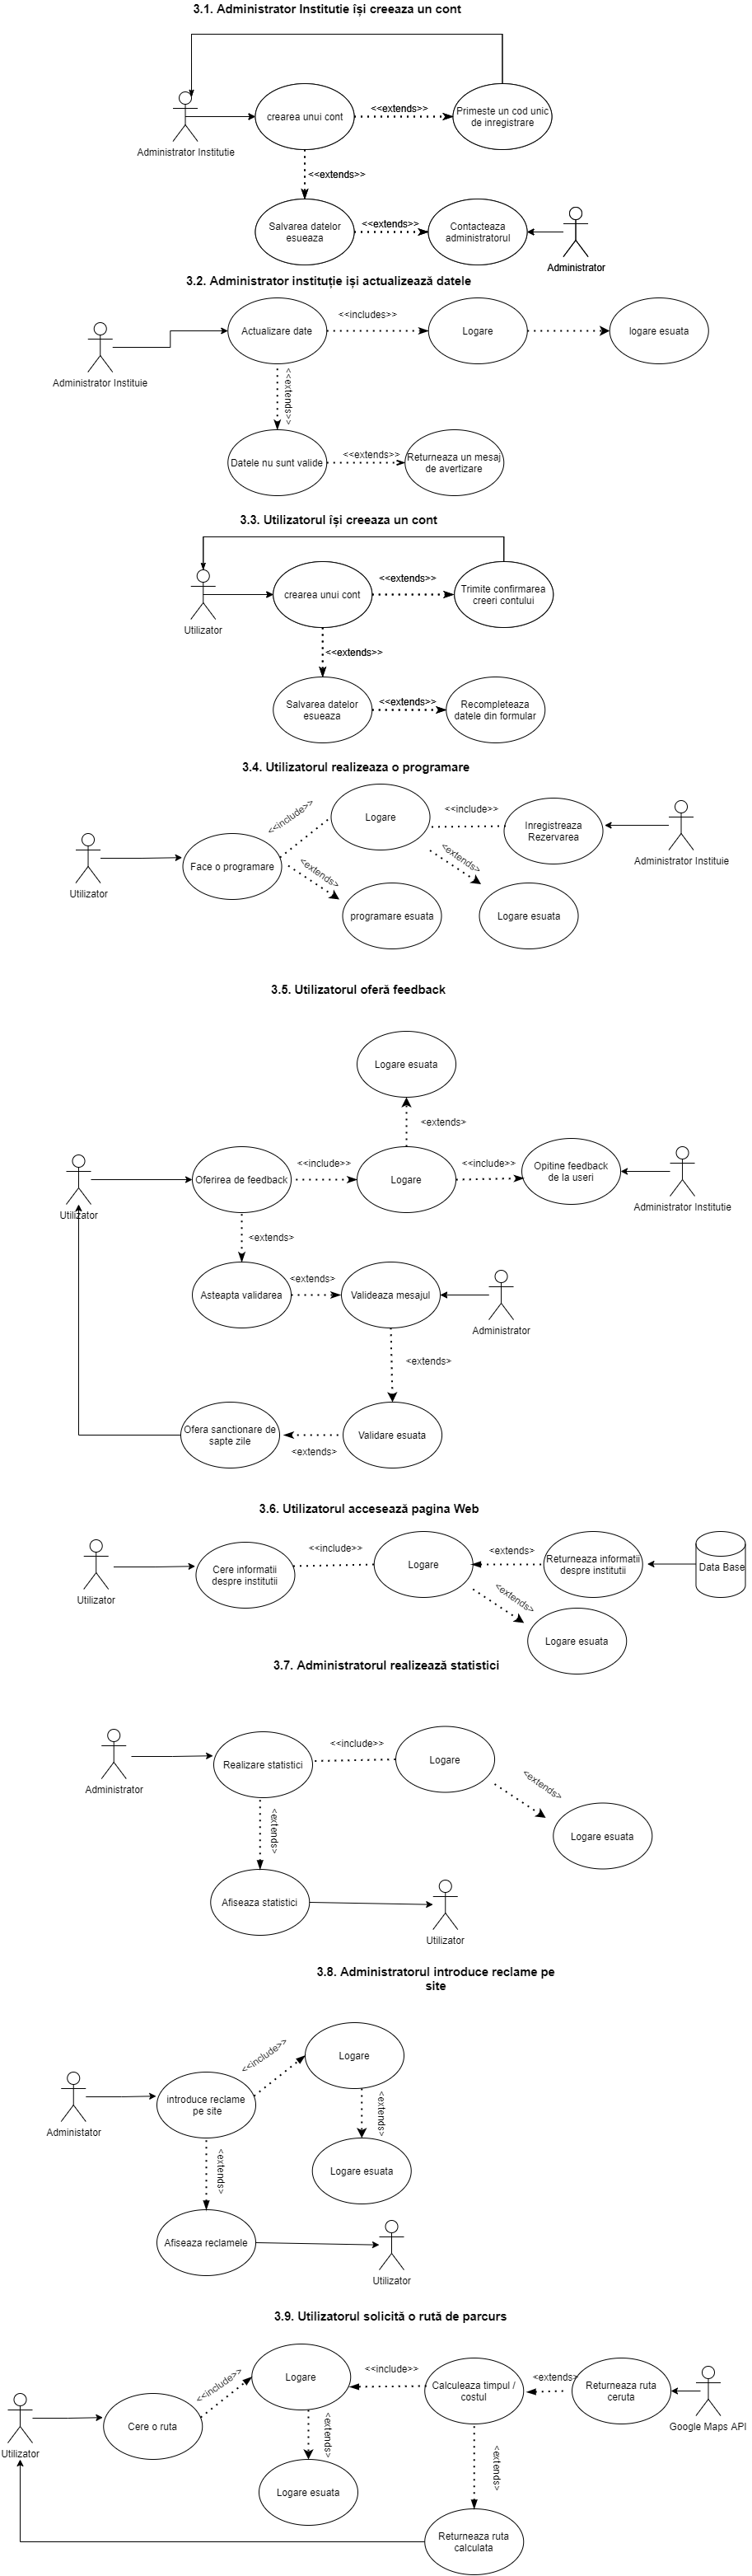 3.1. Administrator Institutie își creeaza un cont
crearea unui cont
<<extends>>
Primeste un cod unic
de inregistrare
Administrator Institutie
<<extends>>
Salvarea datelor
esueaza
<<extends>>
Contacteaza
administratorul
Administrator
3.2. Administrator instituție iși actualizează datele
Actualizare date
<<includes>>
Logare
logare esuata
Administrator Instituie
<<extends>>
Datele nu sunt valide
<<extends>>
Returneaza un mesaj
de avertizare
3.3. Utilizatorul își creeaza un cont
crearea unui cont
<<extends>>
Trimite confirmarea
creeri contului
Utilizator
<<extends>>
Salvarea datelor
esueaza
<<extends>>
Recompleteaza
datele din formular
3.4. Utilizatorul realizeaza o programare
<<include>>
Logare
<<include>>
Inregistreaza
Rezervarea
Administrator Instituie
Utilizator
Face o programare
<extends>
<extends>
programare esuata
Logare esuata
3.5. Utilizatorul oferă feedback
Logare esuata
<extends>
Oferirea de feedback
<<include>>
Logare
<<include>>
Opitine feedback
de la useri
Utilizator
Administrator Institutie
<extends>
Asteapta validarea
<extends>
Valideaza mesajul
Administrator
<extends>
Ofera sanctionare de
sapte zile
<extends>
Validare esuata
3.6. Utilizatorul accesează pagina Web
Cere informatii
despre institutii
<<include>>
Logare
<extends>
Returneaza informatii
despre institutii
Data Base
Utilizator
<extends>
Logare esuata
3.7. Administratorul realizează statistici
Realizare statistici
<<include>>
Logare
Administrator
<extends>
Logare esuata
<extends>
Afiseaza statistici
Utilizator
3.8. Administratorul introduce reclame pe
site
<<include>>
Logare
introduce reclame
pe site
Administator
<extends>
Logare esuata
<extends>
Afiseaza reclamele
Utilizator
3.9. Utilizatorul solicită o rută de parcurs
<<include>>
Logare
<<include>>
Calculeaza timpul /
costul
<extends>
Returneaza ruta
ceruta
Google Maps API
Cere o ruta
Utilizator
<extends>
Logare esuata
<extends>
Returneaza ruta
calculata